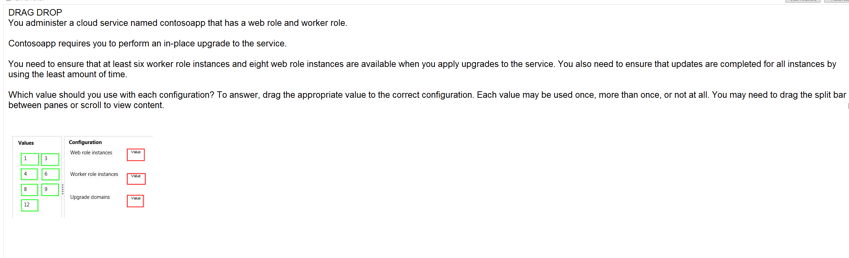 DRAG DROP
You administer a cloud service named contosoapp that has a web role and worker role.
Contosoapp requires you to perform an in-place upgrade to the service.
You need to ensure that at least six worker role instances and eight web role instances are available when you apply upgrades to the service. You also need to ensure that updates are completed for all instances by
using the least amount of time.
Which value should you use with each configuration? To answer, drag the appropriate value to the correct configuration. Each value may be used once, more than once, or not at all. You may need to drag the split bar
between panes or scroll to view content.
Values Configuration
1 3 Web role instances Value
4 6 Worker role instances Value
8 9 Upgrade domains Value
12